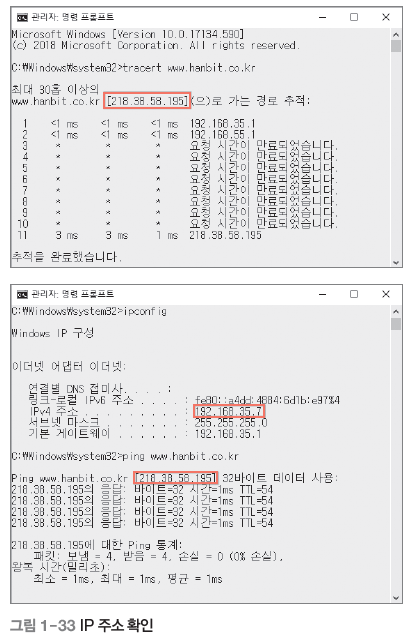 관리자: 명령 프롬프트
Microsoft Windows [Version 10.0.17134.590]
(c) 2018 Microsoft Corporation. All rights reserved.
C:₩Windows₩system32>tracert www.hanbit.co.kr
최대 30홉 이상의
www.hanbit.co.kr [218.38.58.195](으)로 가는 경로 추적:
1 <1 ms <1 ms <1 ms 192.168.35.1
2 <1 ms <1 ms <1 ms 192.168.55.1
3 * * * 요청 시간이 만료되었습니다.
4 * * * 요청 시간이 만료되었습니다.
5 * * * 요청 시간이 만료되었습니다.
6 * * * 요청 시간이 만료되었습니다.
7 * * * 요청 시간이 만료되었습니다.
8 * * * 요청 시간이 만료되었습니다.
9 * * * 요청 시간이 만료되었습니다.
10 * * * 요청 시간이 만료되었습니다.
11 3 ms 3 ms 1 ms 218.38.58.195
추적을 완료했습니다.
관리자: 명령 프롬프트
C:₩Windows₩system32>ipconfig
Windows IP 구성
이더넷 어댑터 이더넷:
연결별 DNS 접미사. . . . :
링크-로컬 IPv6 주소 . . . . : fe80::a4dd:4884:6d1b:e97%4
IPv4 주소 . . . . . . . . . : 192.168.35.7
서브넷 마스크 . . . . . . . : 255.255.255.0
기본 게이트웨이 . . . . . . : 192.168.35.1
C:₩Windows₩system32>ping www.hanbit.co.kr
Ping www.hanbit.co.kr [218.38.58.195] 32바이트 데이터 사용:
218.38.58.195의 응답: 바이트=32 시간=1ms TTL=54
218.38.58.195의 응답: 바이트=32 시간=1ms TTL=54
218.38.58.195의 응답: 바이트=32 시간=1ms TTL=54
218.38.58.195의 응답: 바이트=32 시간=1ms TTL=54
218.38.58.195에 대한 Ping 통계:
패킷: 보냄 = 4, 받음 = 4, 손실 = 0 (0% 손실),
왕복 시간(밀리초):
최소 = 1ms, 최대 = 1ms, 평균 = 1ms
그림 1-33 IP 주소 확인